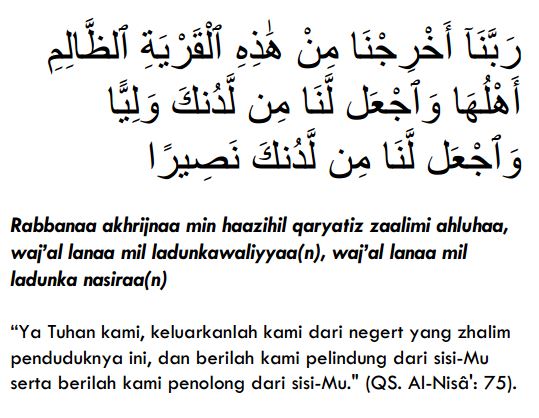 رَبَّنَآ أَخْرِجْنَا مِنْ هَٰذِهِ ٱلْقَرْيَةِ ٱلظَّالِمِ
أَهْلُهَا وَٱجْعَل لَّنَا مِن لَّدُنكَ وَلِيًّا
وَٱجْعَل لَّنَا مِن لَّدُنكَ نَصِيرًا
Rabbanaa akhrijnaa min haazihil qaryatiz zaalimi ahluhaa,
waj'al lanaa mil ladunkawaliyyaa(n), waj'al lanaa mil
ladunka nasiraa(n)
“Ya Tuhan kami, keluarkanlah kami dari negert yang zhalim
penduduknya ini, dan berilah kami pelindung dari sisi-Mu
serta berilah kami penolong dari sisi-Mu." (QS. Al-Nisâ': 75).